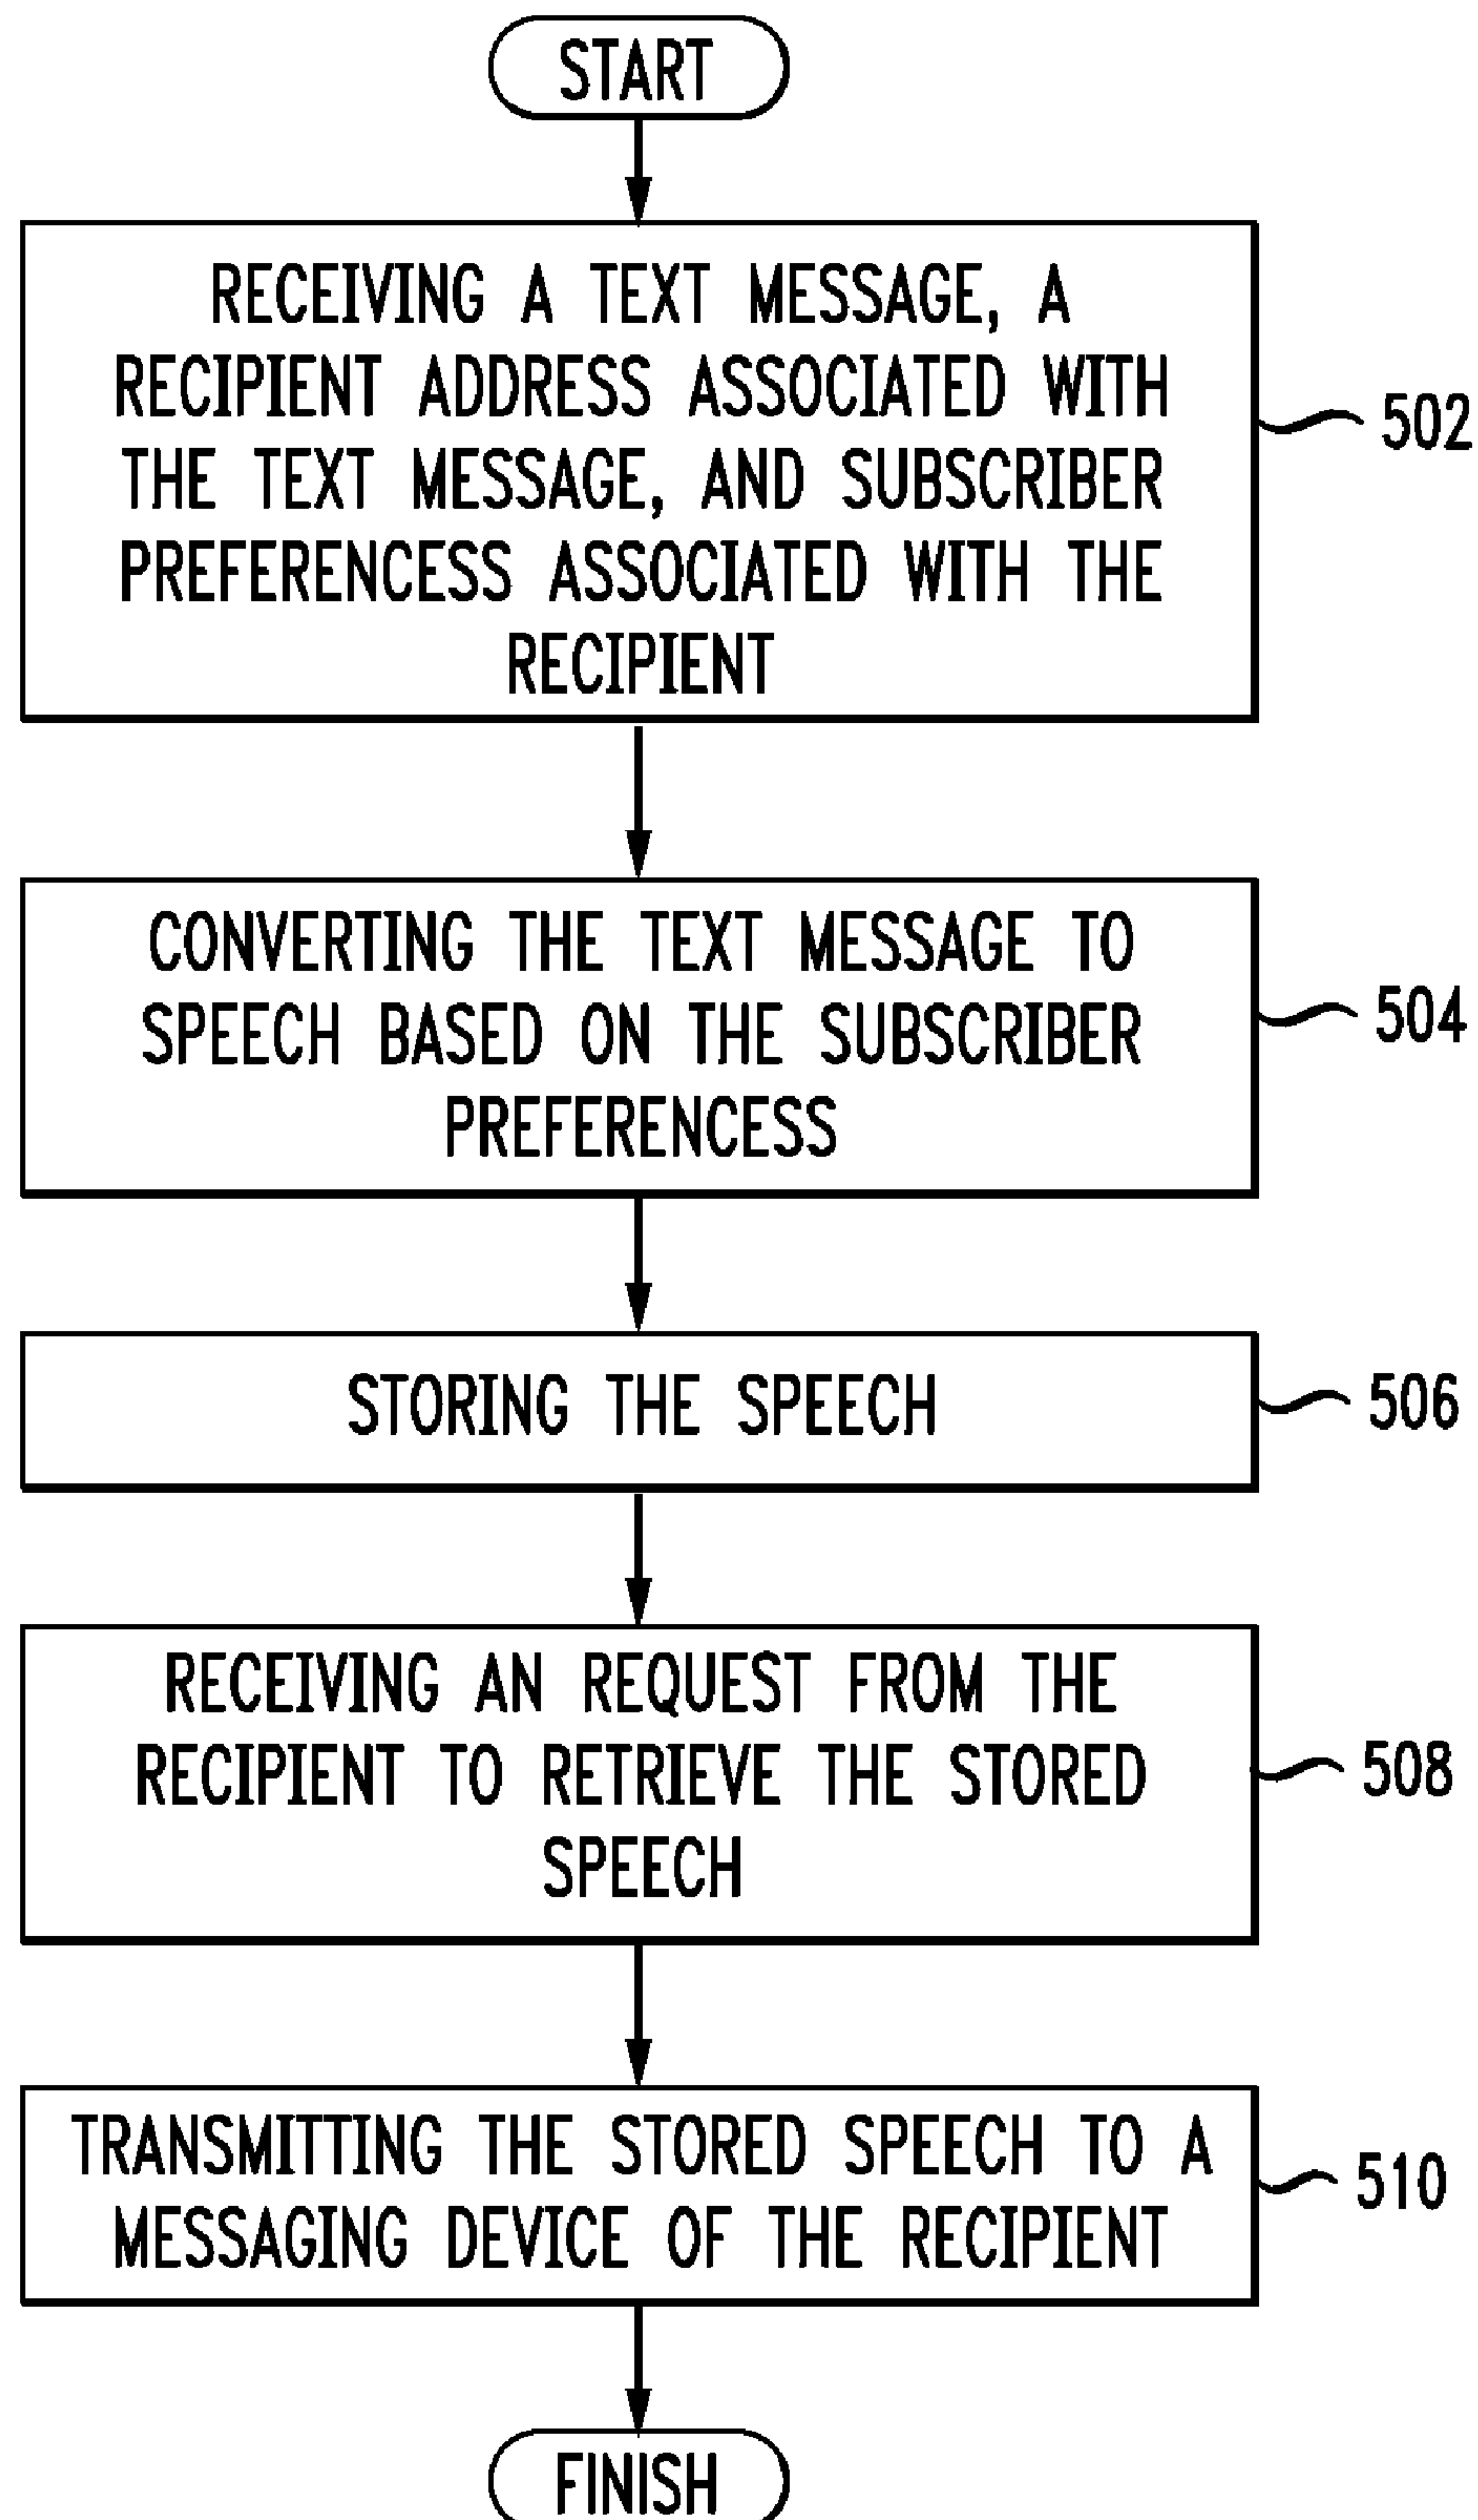 START
RECEIVING A TEXT MESSAGE, A
RECIPIENT ADDRESS ASSOCIATED WITH
THE TEXT MESSAGE, AND SUBSCRIBER
PREFERENCESS ASSOCIATED WITH THE
RECIPIENT
502
CONVERTING THE TEXT MESSAGE TO
SPEECH BASED ON THE SUBSCRIBER
PREFERENCESS
504
STORING THE SPEECH
506
RECEIVING AN REQUEST FROM THE
RECIPIENT TO RETRIEVE THE STORED
SPEECH
508
TRANSMITTING THE STORED SPEECH TO A
MESSAGING DEVICE OF THE RECIPIENT
510
FINISH